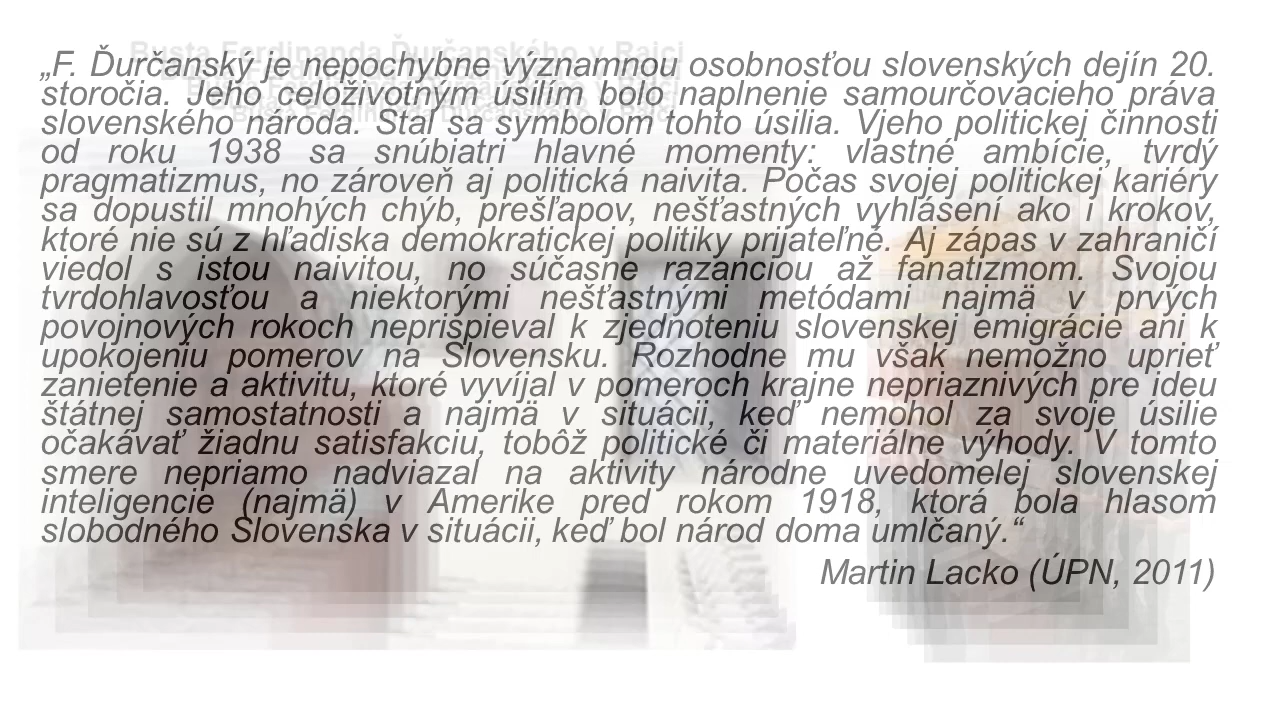 Busta Ferdinanda Ďurčanského v Rajci
„F. Ďurčanský je nepochybne významnou osobnosťou slovenských dejín 20.
storočia. Jeho celoživotným úsilím bolo naplnenie samourčovacieho práva
slovenského národa. Stal sa symbolom tohto úsilia. Vjeho politickej činnosti
od roku 1938 sa snúbiatri hlavné momenty: vlastné ambície, tvrdý
pragmatizmus, no zároveň aj politická naivita. Počas svojej politickej kariéry
sa dopustil mnohých chýb, prešľapov, nešťastných vyhlásení ako i krokov,
ktoré nie sú z hľadiska demokratickej politiky prijateľné. Aj zápas v zahraničí
viedol s istou naivitou, no súčasne razanciou až fanatizmom. Svojou
tvrdohlavosťou a niektorými nešťastnými metódami najmä v prvých
povojnových rokoch neprispieval k zjednoteniu slovenskej emigrácie ani k
upokojeniu pomerov na Slovensku. Rozhodne mu však nemožno uprieť
zanietenie a aktivitu, ktoré vyvíjal v pomeroch krajne nepriaznivých pre ideu
štátnej samostatnosti a najmä v situácii, keď nemohol za svoje úsilie
očakávať žiadnu satisfakciu, tobôž politické či materiálne výhody. V tomto
smere nepriamo nadviazal na aktivity národne uvedomelej slovenskej
inteligencie (najmä) v Amerike pred rokom 1918, ktorá bola hlasom
slobodného Slovenska v situácii, keď bol národ doma umlčaný.“
Martin Lacko (ÚPN, 2011)